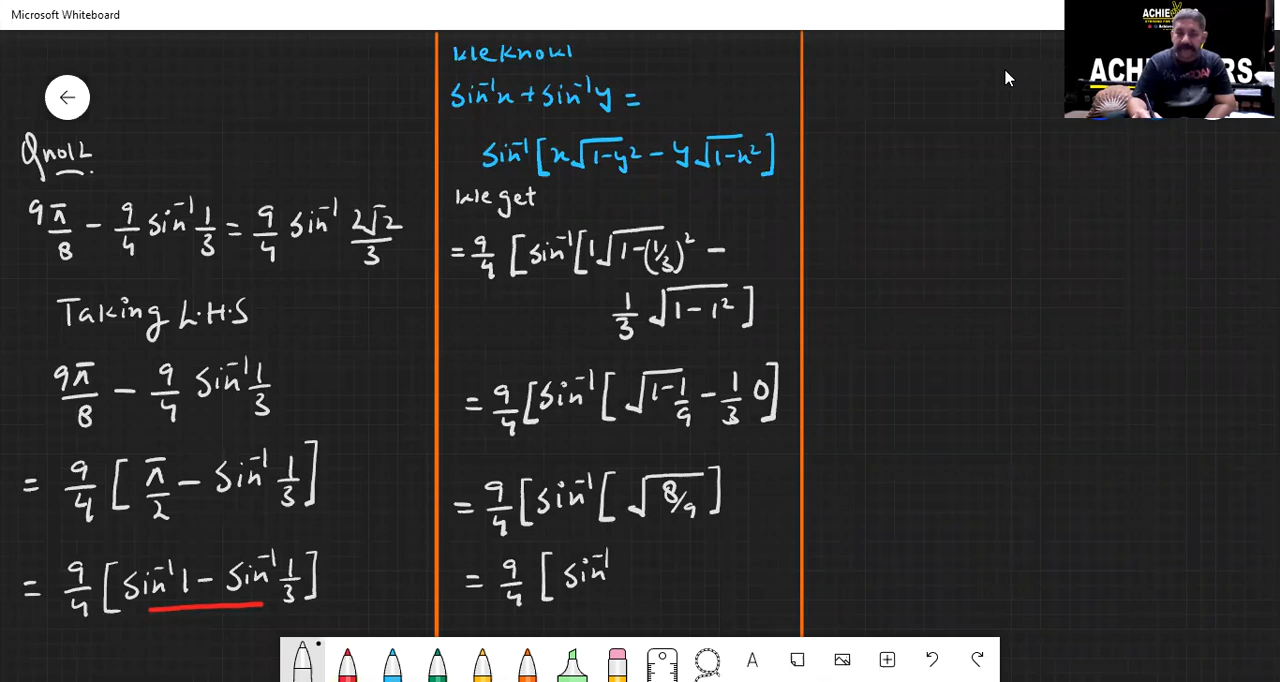 Microsoft Whiteboard
ACHIEVERS
ACHIEVERS
Qno12
9π/8 − 9/4 sin⁻¹ 1/3 = 9/4 sin⁻¹ 2√2/3
Taking L.H.S
9π/8 − 9/4 sin⁻¹ 1/3
= 9/4 [π/2 − sin⁻¹ 1/3]
= 9/4 [sin⁻¹ 1 − sin⁻¹ 1/3]
We know
sin⁻¹x + sin⁻¹y =
sin⁻¹[x√1−y² − y√1−x²]
We get
= 9/4 [sin⁻¹[1√1−(1/3)² −
1/3 √1−1²]
= 9/4 [sin⁻¹[√1−1/9 − 1/3 0]
= 9/4 [sin⁻¹[√8/9]
= 9/4 [sin⁻¹
A